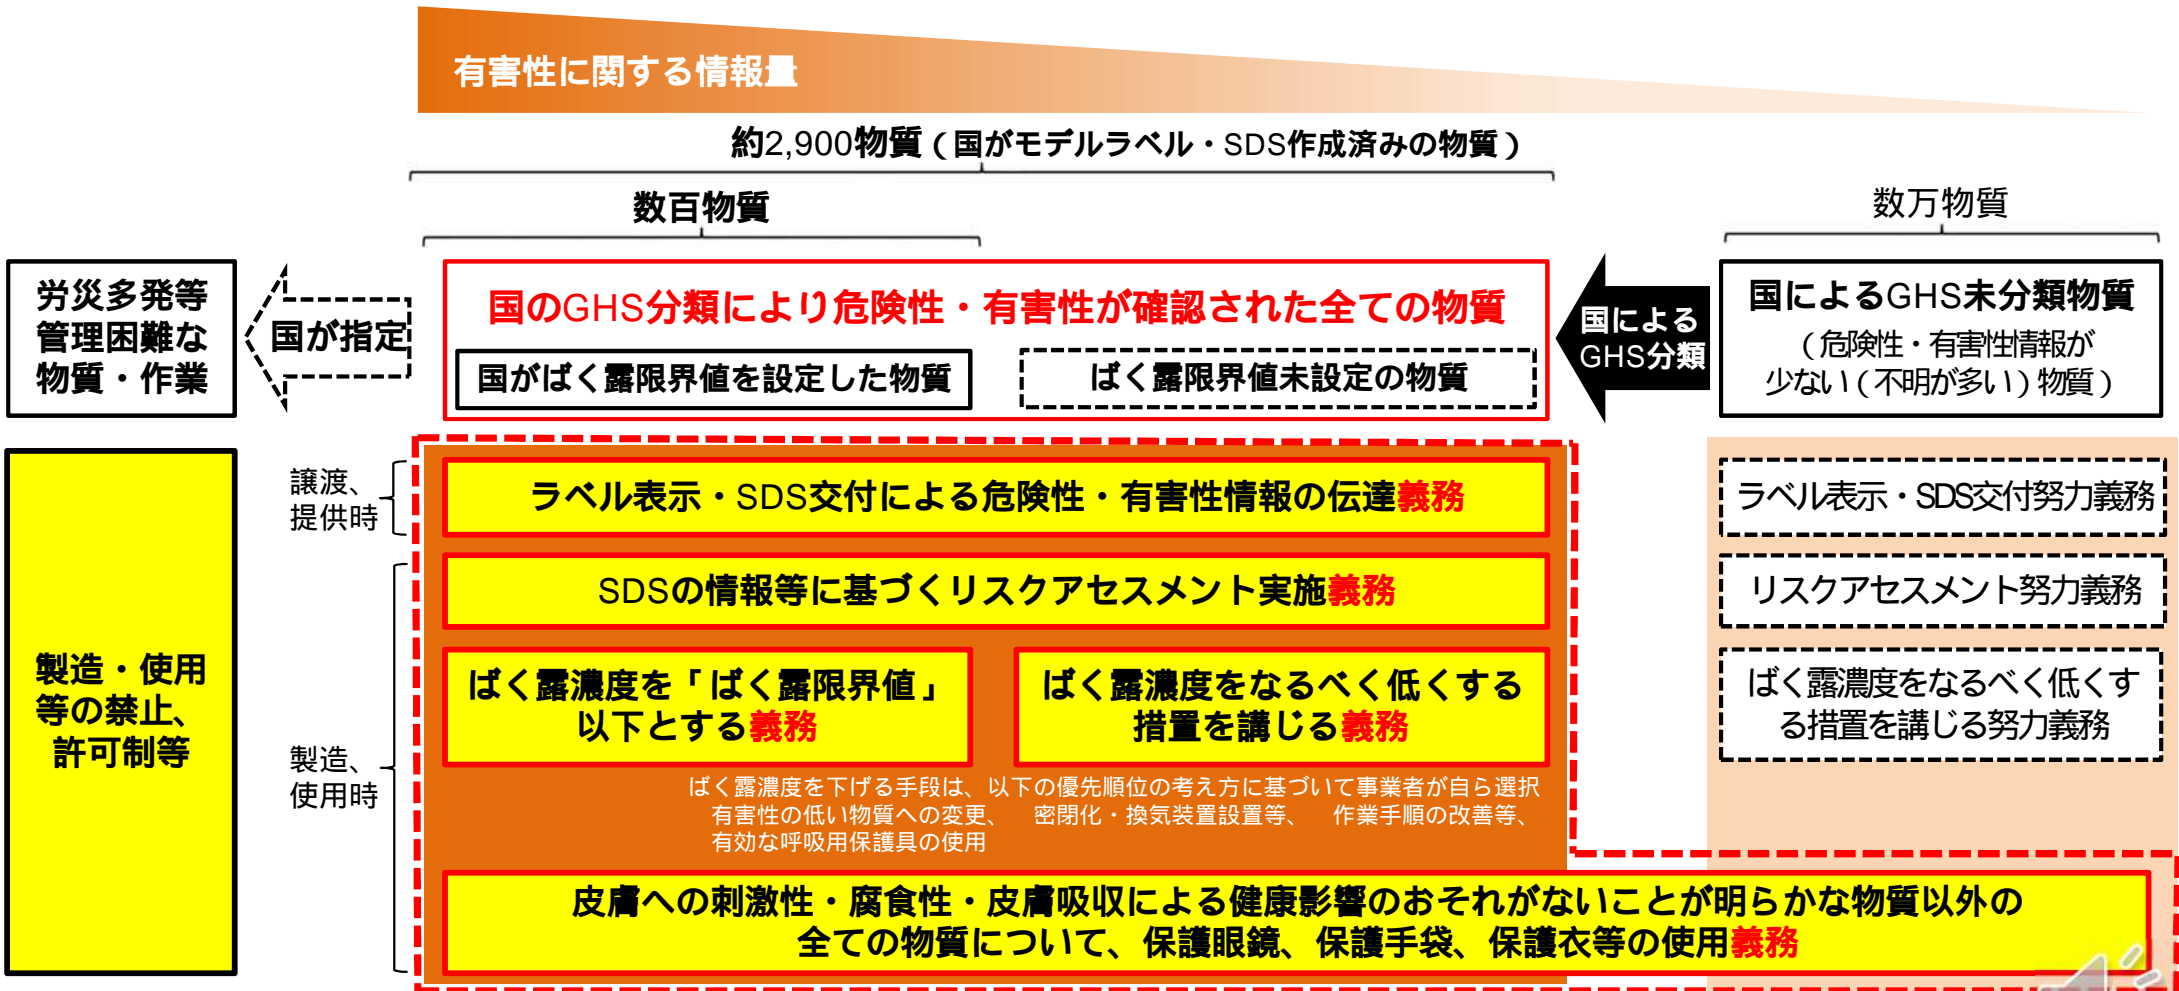 有害性に関する情報量
約2,900物質（国がモデルラベル・SDS作成済みの物質）
数百物質
数万物質
労災多発等
管理困難な
物質・作業
国が指定
国のGHS分類により危険性・有害性が確認された全ての物質
国がばく露限界値を設定した物質
ばく露限界値未設定の物質
国による
GHS分類
国によるGHS未分類物質
（危険性・有害性情報が
少ない（不明が多い）物質）
製造・使用
等の禁止、
許可制等
譲渡、
提供時
ラベル表示・SDS交付による危険性・有害性情報の伝達義務
ラベル表示・SDS交付努力義務
製造、
使用時
SDSの情報等に基づくリスクアセスメント実施義務
リスクアセスメント努力義務
ばく露濃度を「ばく露限界値」
以下とする義務
ばく露濃度をなるべく低くする
措置を講じる義務
ばく露濃度をなるべく低くす
る措置を講じる努力義務
ばく露濃度を下げる手段は、以下の優先順位の考え方に基づいて事業者が自ら選択
有害性の低い物質への変更、　密閉化・換気装置設置等、　作業手順の改善等、
有効な呼吸用保護具の使用
皮膚への刺激性・腐食性・皮膚吸収による健康影響のおそれがないことが明らかな物質以外の
全ての物質について、保護眼鏡、保護手袋、保護衣等の使用義務